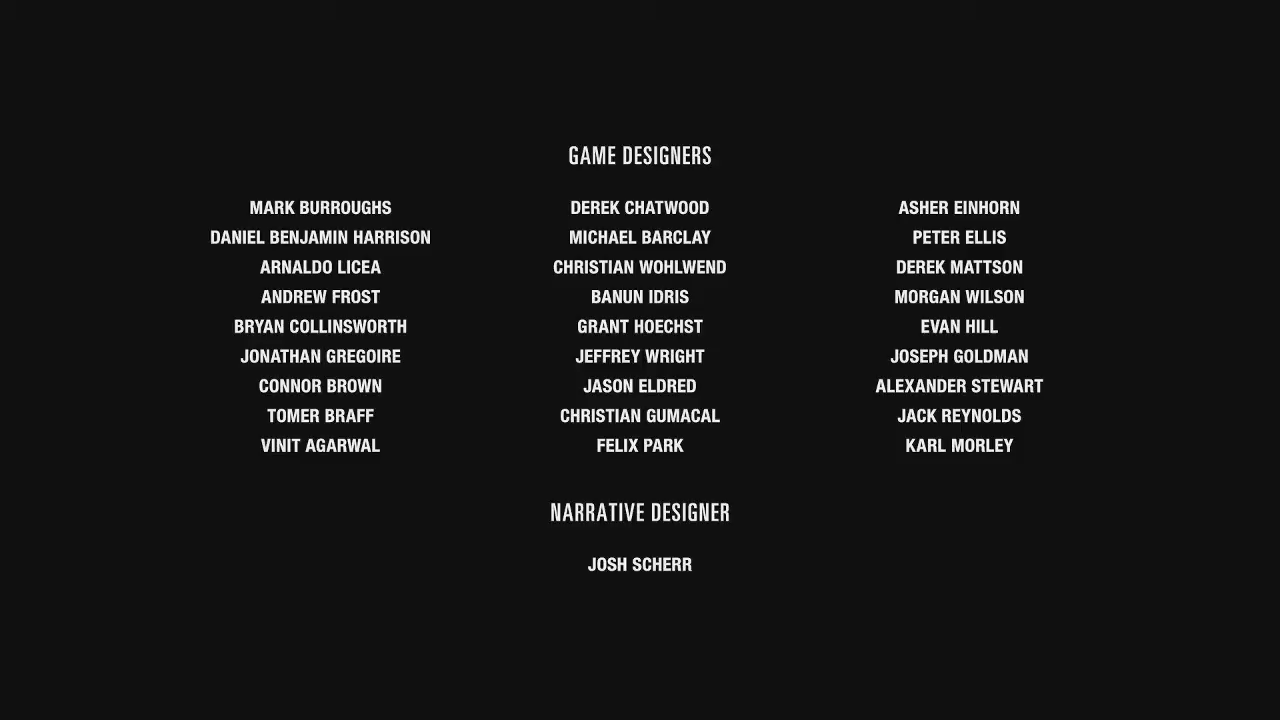 GAME DESIGNERS
MARK BURROUGHS DEREK CHATWOOD ASHER EINHORN
DANIEL BENJAMIN HARRISON MICHAEL BARCLAY PETER ELLIS
ARNALDO LICEA CHRISTIAN WOHLWEND DEREK MATTSON
ANDREW FROST BANUN IDRIS MORGAN WILSON
BRYAN COLLINSWORTH GRANT HOECHST EVAN HILL
JONATHAN GREGOIRE JEFFREY WRIGHT JOSEPH GOLDMAN
CONNOR BROWN JASON ELDRED ALEXANDER STEWART
TOMER BRAFF CHRISTIAN GUMACAL JACK REYNOLDS
VINIT AGARWAL FELIX PARK KARL MORLEY
NARRATIVE DESIGNER
JOSH SCHERR